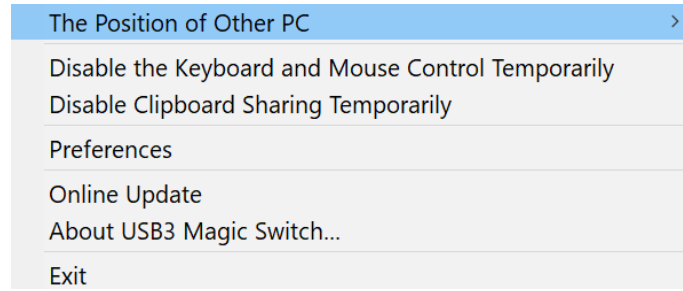 The Position of Other PC
Disable the Keyboard and Mouse Control Temporarily
Disable Clipboard Sharing Temporarily
Preferences
Online Update
About USB3 Magic Switch...
Exit